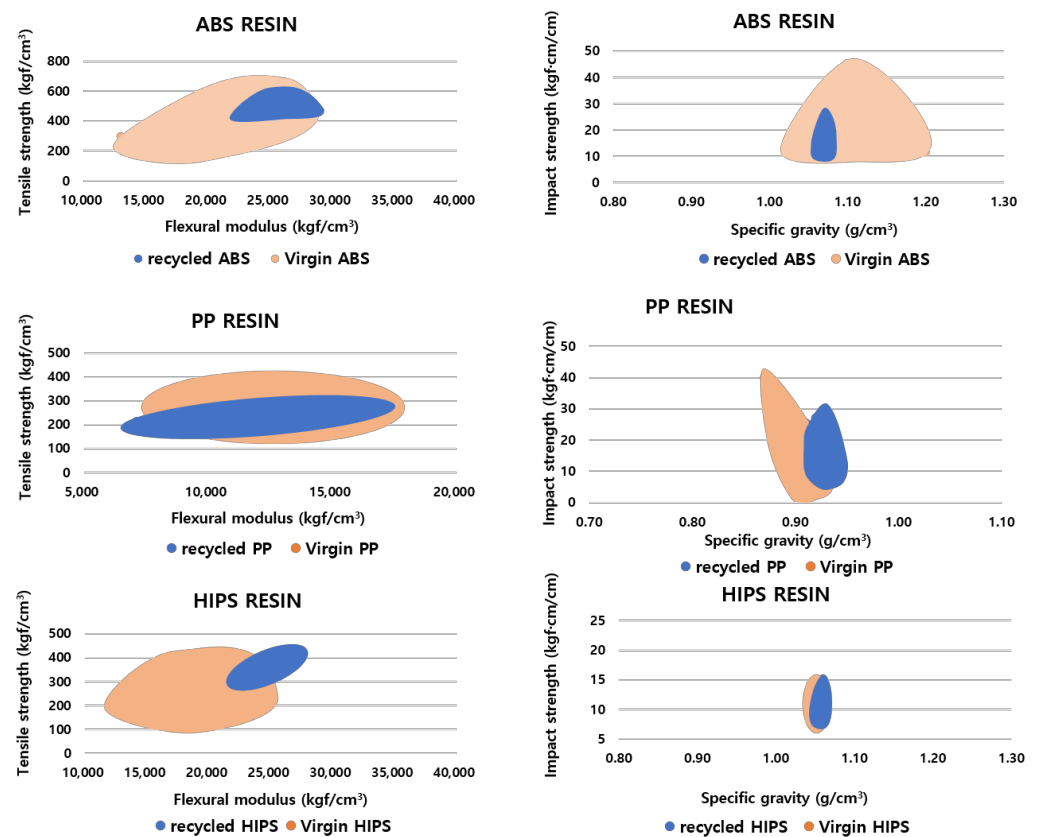 ABS RESIN
Tensile strength (kgf/cm³)
800
600
400
200
0
10,000 15,000 20,000 25,000 30,000 35,000 40,000
Flexural modulus (kgf/cm³)
recycled ABS Virgin ABS
ABS RESIN
Impact strength (kgf·cm/cm)
50
40
30
20
10
0
0.80 0.90 1.00 1.10 1.20 1.30
Specific gravity (g/cm³)
recycled ABS Virgin ABS
PP RESIN
Tensile strength (kgf/cm³)
500
400
300
200
100
0
5,000 10,000 15,000 20,000
Flexural modulus (kgf/cm³)
recycled PP Virgin PP
PP RESIN
Impact strength (kgf·cm/cm)
50
40
30
20
10
0
0.70 0.80 0.90 1.00 1.10
Specific gravity (g/cm³)
recycled PP Virgin PP
HIPS RESIN
Tensile strength (kgf/cm³)
500
400
300
200
100
0
10,000 15,000 20,000 25,000 30,000 35,000 40,000
Flexural modulus (kgf/cm³)
recycled HIPS Virgin HIPS
HIPS RESIN
Impact strength (kgf·cm/cm)
25
20
15
10
5
0.80 0.90 1.00 1.10 1.20 1.30
Specific gravity (g/cm³)
recycled HIPS Virgin HIPS